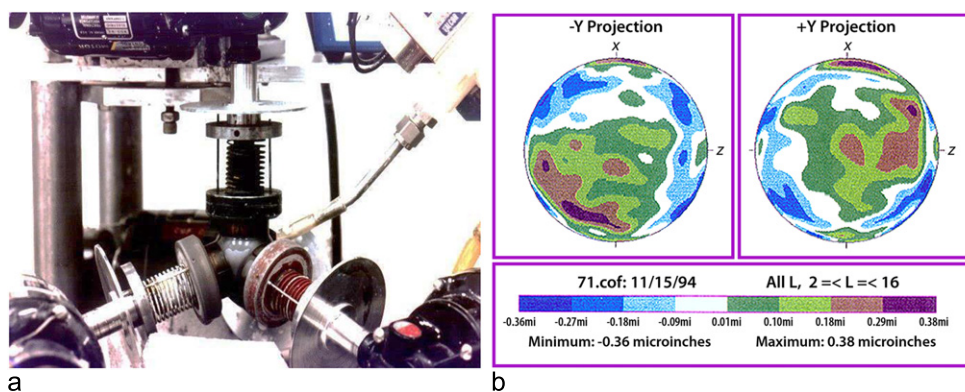 -Y Projection
X
Z
+Y Projection
X
Z
71.cof: 11/15/94 All L, 2 =< L =< 16
-0.36mi -0.27mi -0.18mi -0.09mi 0.01mi 0.10mi 0.18mi 0.29mi 0.38mi
Minimum: -0.36 microinches Maximum: 0.38 microinches
a b